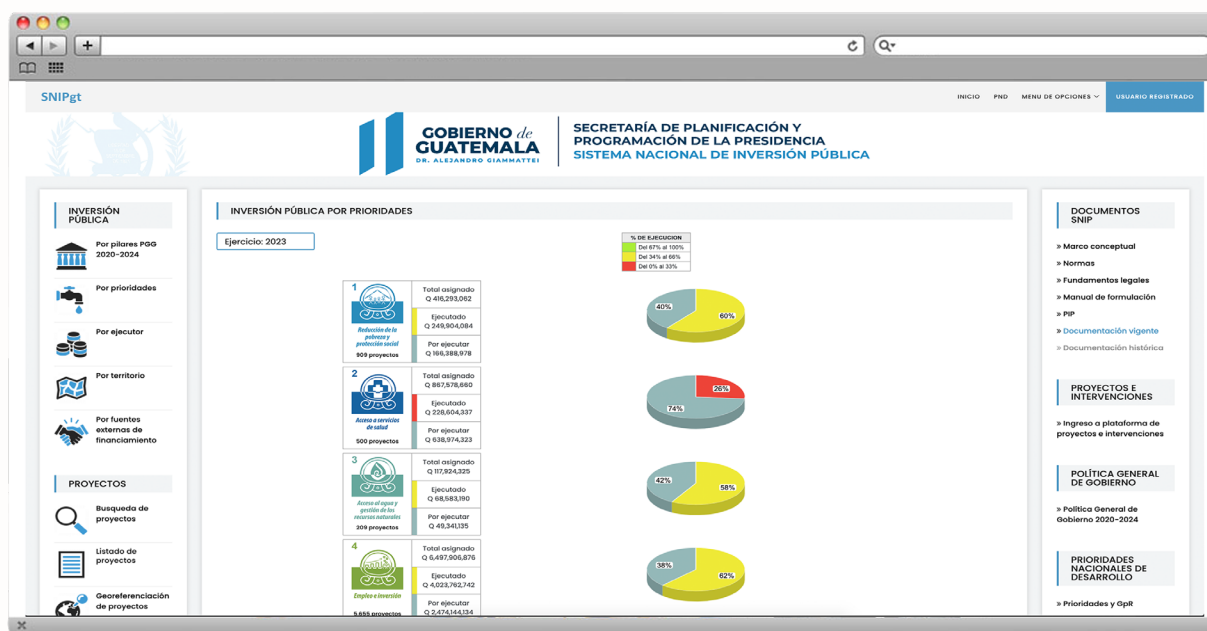 SNIPgt
INICIO
PND
MENU DE OPCIONES
USUARIO REGISTRADO
GOBIERNO de
GUATEMALA
DR. ALEJANDRO GIAMMATTEI
SECRETARÍA DE PLANIFICACIÓN Y
PROGRAMACIÓN DE LA PRESIDENCIA
SISTEMA NACIONAL DE INVERSIÓN PÚBLICA
INVERSIÓN
PÚBLICA
Por pilares PGG
2020-2024
Por prioridades
Por ejecutor
Por territorio
Por fuentes
externas de
financiamiento
PROYECTOS
Busqueda de
proyectos
Listado de
proyectos
Georeferenciación
de proyectos
INVERSIÓN PÚBLICA POR PRIORIDADES
Ejercicio: 2023
% DE EJECUCION
Del 67% al 100%
Del 34% al 66%
Del 0% al 33%
1
Reducción de la
pobreza y
protección social
909 proyectos
Total asignado
Q 416,293,062
Ejecutado
Q 249,904,084
Por ejecutar
Q 166,388,978
40%
60%
2
Acceso a servicios
de salud
500 proyectos
Total asignado
Q 867,578,660
Ejecutado
Q 228,604,337
Por ejecutar
Q 638,974,323
26%
74%
3
Acceso al agua y
gestión de los
recursos naturales
209 proyectos
Total asignado
Q 117,924,325
Ejecutado
Q 68,583,190
Por ejecutar
Q 49,341,135
42%
58%
4
Empleo e inversión
5,655 proyectos
Total asignado
Q 6,497,906,876
Ejecutado
Q 4,023,762,742
Por ejecutar
Q 2,474,144,134
38%
62%
DOCUMENTOS
SNIP
» Marco conceptual
» Normas
» Fundamentos legales
» Manual de formulación
» PIP
» Documentación vigente
» Documentación histórica
PROYECTOS E
INTERVENCIONES
» Ingreso a plataforma de
proyectos e intervenciones
POLÍTICA GENERAL
DE GOBIERNO
» Política General de
Gobierno 2020-2024
PRIORIDADES
NACIONALES DE
DESARROLLO
» Prioridades y GpR